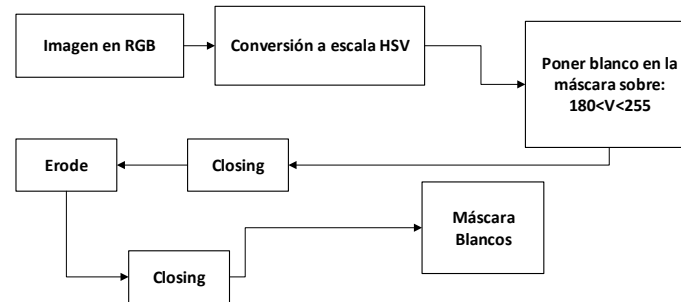 Imagen en RGB
Conversión a escala HSV
Poner blanco en la
máscara sobre:
180<V<255
Closing
Erode
Closing
Máscara
Blancos